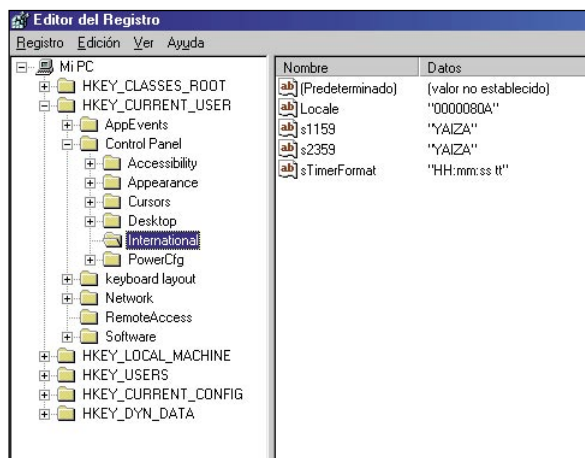 Editor del Registro
Registro Edición Ver Ayuda
Mi PC
HKEY_CLASSES_ROOT
HKEY_CURRENT_USER
AppEvents
Control Panel
Accessibility
Appearance
Cursors
Desktop
International
PowerCfg
keyboard layout
Network
RemoteAccess
Software
HKEY_LOCAL_MACHINE
HKEY_USERS
HKEY_CURRENT_CONFIG
HKEY_DYN_DATA
Nombre Datos
(Predeterminado) (valor no establecido)
Locale "0000080A"
s1159 "YAIZA"
s2359 "YAIZA"
sTimerFormat "HH:mm:ss tt"